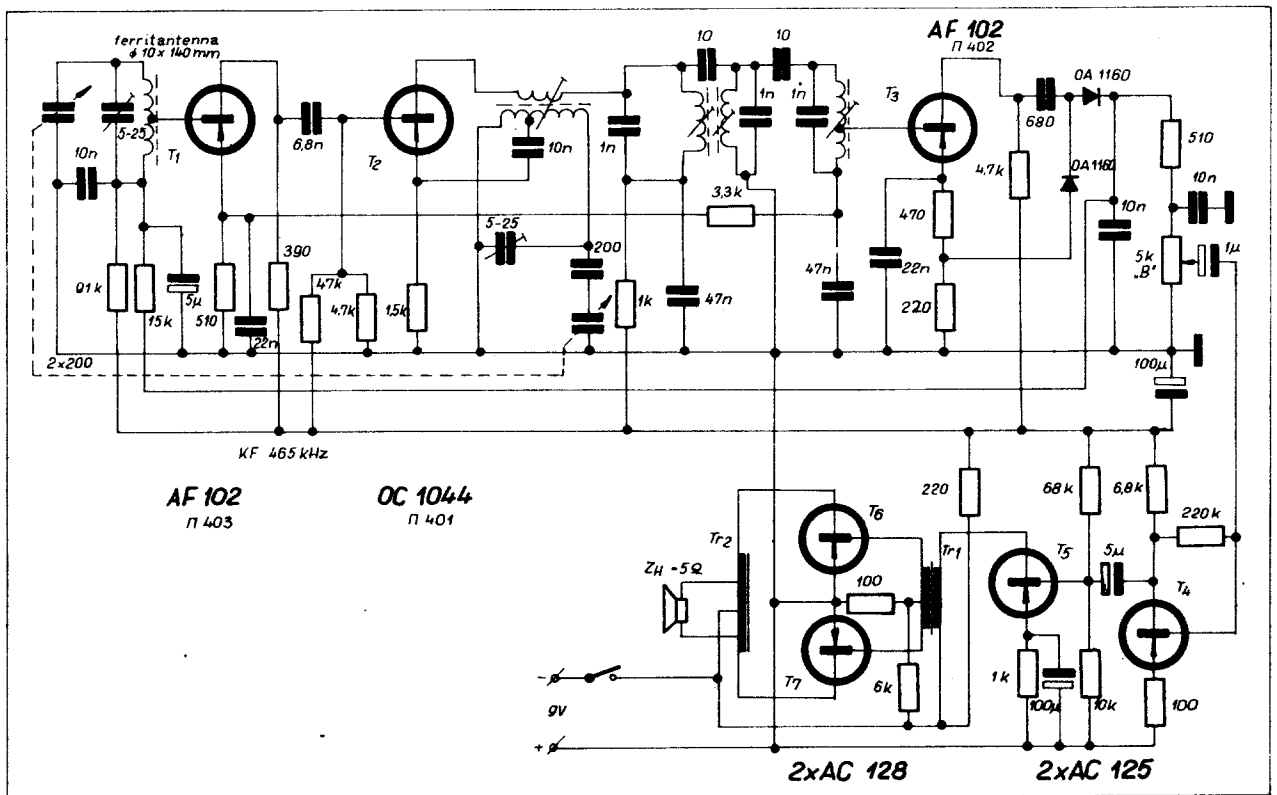 ferritantenna
ϕ 10 x 140 mm
5-25
10n
T1
6,8n
T2
10n
1n
10
10
1n
1n
AF 102
П 402
T3
680
OA 1160
OA 1160
4,7k
510
10n
10n
5k
„B"
1µ
3,3k
470
22n
220
47n
47n
1k
200
5-25
1,5k
4,7k
47k
390
22n
510
5µ
15k
91k
2×200
100µ
KF 465 kHz
AF 102
П 403
OC 1044
П 401
220
68k
6,8k
220k
T6
Tr2
Tr1
T5
5µ
T4
ZH -5Ω
100
T7
6k
1k
100µ
10k
100
-
9V
+
2xAC 128
2xAC 125